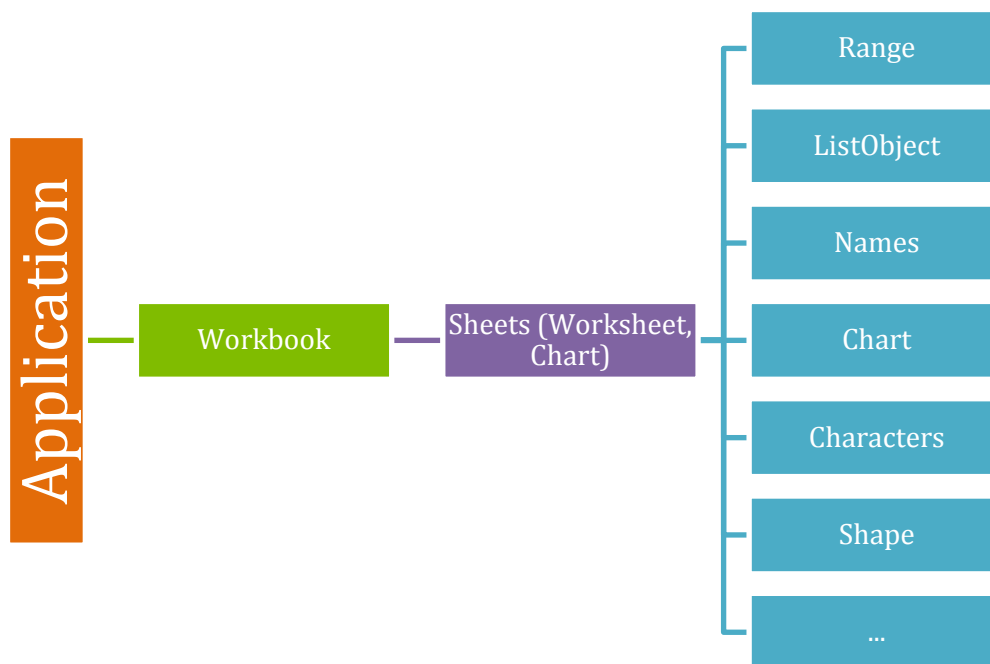 Application
Workbook
Sheets (Worksheet,
Chart)
Range
ListObject
Names
Chart
Characters
Shape
...